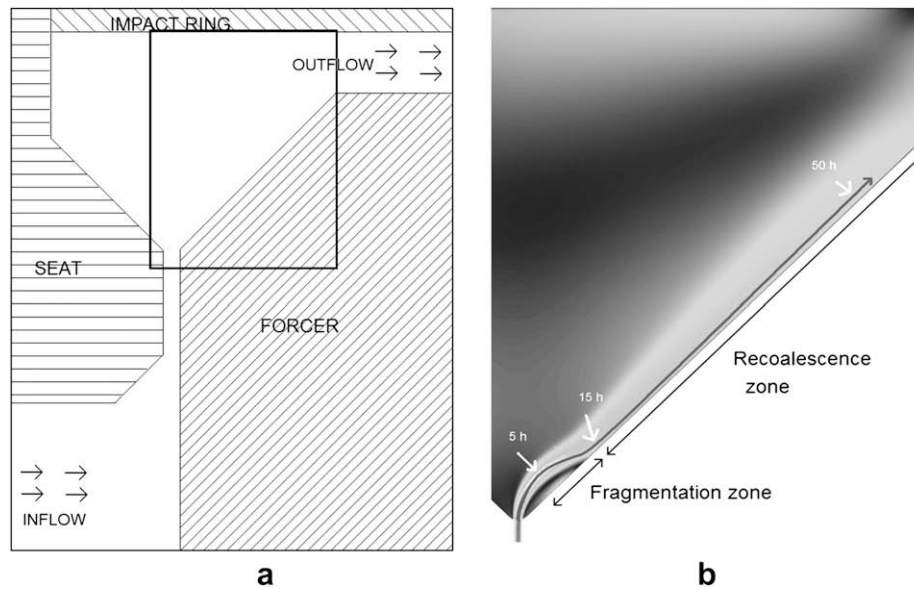 IMPACT RING
OUTFLOW
SEAT
FORCER
INFLOW
a
50 h
Recoalescence
zone
15 h
5 h
Fragmentation zone
b